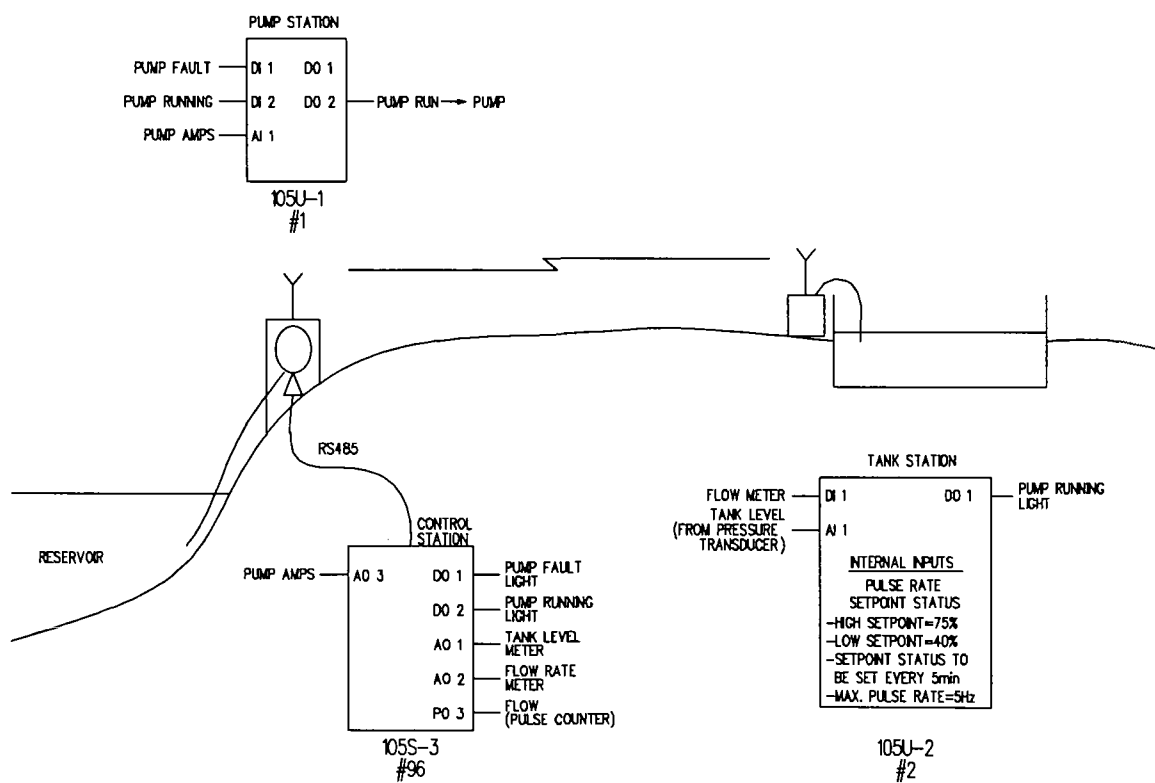 PUMP STATION
PUMP FAULT
DI 1
DO 1
PUMP RUNNING
DI 2
DO 2
PUMP RUN
PUMP
PUMP AMPS
AI 1
105U-1
#1
RS485
RESERVOIR
CONTROL
STATION
PUMP AMPS
AO 3
DO 1
PUMP FAULT
LIGHT
DO 2
PUMP RUNNING
LIGHT
AO 1
TANK LEVEL
METER
AO 2
FLOW RATE
METER
PO 3
FLOW
(PULSE COUNTER)
105S-3
#96
TANK STATION
FLOW METER
DI 1
DO 1
PUMP RUNNING
LIGHT
TANK LEVEL
(FROM PRESSURE
TRANSDUCER)
AI 1
INTERNAL INPUTS
PULSE RATE
SETPOINT STATUS
-HIGH SETPOINT=75%
-LOW SETPOINT=40%
-SETPOINT STATUS TO
BE SET EVERY 5min
-MAX. PULSE RATE=5Hz
105U-2
#2